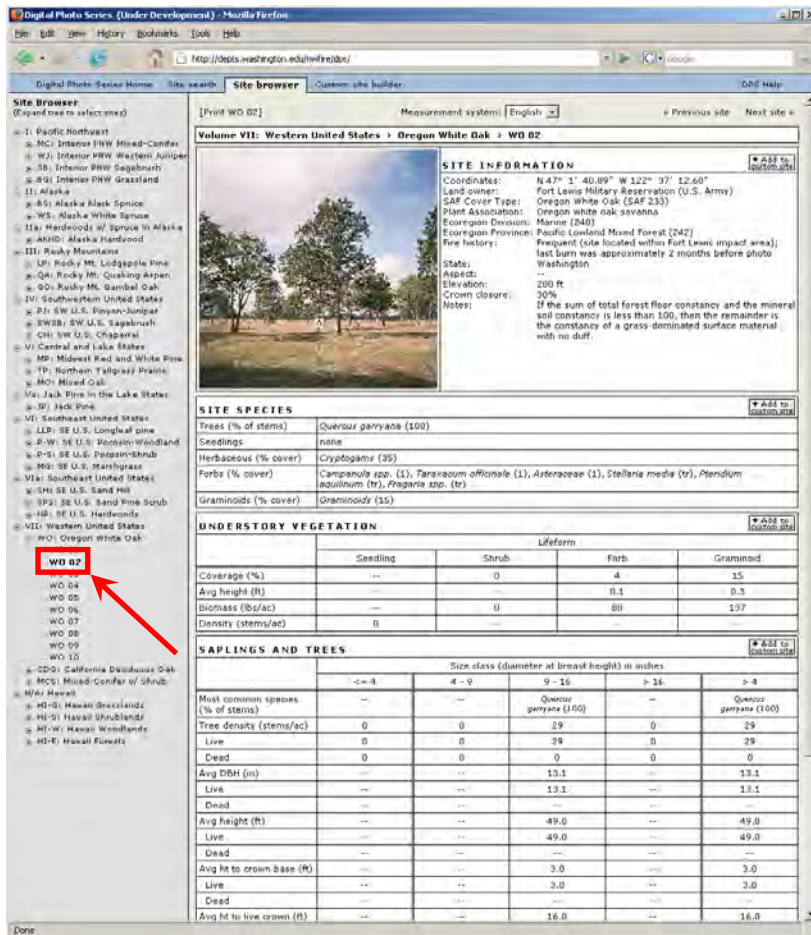 Digital Photo Series (Under Development) - Mozilla Firefox
File Edit View History Bookmarks Tools Help
http://depts.washington.edu/nwfire/dps/
Google
Digital Photo Series Home Site search Site browser Custom site builder DPS Help
Site Browser
(Expand tree to select sites)
I: Pacific Northwest
MC: Interior PNW Mixed-Conifer
WJ: Interior PNW Western Juniper
SB: Interior PNW Sagebrush
BG: Interior PNW Grassland
II: Alaska
BS: Alaska Black Spruce
WS: Alaska White Spruce
IIa: Hardwoods w/ Spruce in Alaska
AKHD: Alaska Hardwood
III: Rocky Mountains
LP: Rocky Mt. Lodgepole Pine
QA: Rocky Mt. Quaking Aspen
GO: Rocky Mt. Gambel Oak
IV: Southwestern United States
PJ: SW U.S. Pinyon-Juniper
SWSB: SW U.S. Sagebrush
CH: SW U.S. Chaparral
V: Central and Lake States
MP: Midwest Red and White Pine
TP: Northern Tallgrass Prairie
MO: Mixed Oak
Va: Jack Pine in the Lake States
JP: Jack Pine
VI: Southeast United States
LLP: SE U.S. Longleaf pine
P-W: SE U.S. Pocosin-Woodland
P-S: SE U.S. Pocosin-Shrub
MG: SE U.S. Marshgrass
VIa: Southeast United States
SH: SE U.S. Sand Hill
SPS: SE U.S. Sand Pine Scrub
HP: SE U.S. Hardwoods
VII: Western United States
WO: Oregon White Oak
WO 02
WO 04
WO 05
WO 06
WO 07
WO 08
WO 09
WO 10
CDO: California Deciduous Oak
MCS: Mixed-Conifer w/ Shrub
N/A: Hawaii
HI-G: Hawaii Grasslands
HI-S: Hawaii Shrublands
HI-W: Hawaii Woodlands
HI-F: Hawaii Forests
[Print WO 02] Measurement system: English « Previous site Next site »
Volume VII: Western United States > Oregon White Oak > WO 02
SITE INFORMATION + Add to custom site
Coordinates: N 47° 1' 40.89" W 122° 37' 12.60"
Land owner: Fort Lewis Military Reservation (U.S. Army)
SAF Cover Type: Oregon White Oak (SAF 233)
Plant Association: Oregon white oak savanna
Ecoregion Division: Marine (240)
Ecoregion Province: Pacific Lowland Mixed Forest (242)
Fire history: Frequent (site located within Fort Lewis impact area);
last burn was approximately 2 months before photo
State: Washington
Aspect: --
Elevation: 280 ft
Crown closure: 30%
Notes: If the sum of total forest floor constancy and the mineral
soil constancy is less than 100, then the remainder is
the constancy of a grass-dominated surface material
with no duff.
SITE SPECIES + Add to custom site
Trees (% of stems) Quercus garryana (100)
Seedlings none
Herbaceous (% cover) Cryptogams (35)
Forbs (% cover) Campanula spp. (1), Taraxacum officinale (1), Asteraceae (1), Stellaria media (tr), Pteridium
aquilinum (tr), Fragaria spp. (tr)
Graminoids (% cover) Graminoids (15)
UNDERSTORY VEGETATION + Add to custom site
Lifeform
Seedling Shrub Forb Graminoid
Coverage (%) -- 0 4 15
Avg height (ft) -- -- 0.1 0.3
Biomass (lbs/ac) -- 0 80 137
Density (stems/ac) 0 -- -- --
SAPLINGS AND TREES + Add to custom site
Size class (diameter at breast height) in inches
<= 4 4 - 9 9 - 16 > 16 > 4
Most common species -- -- Quercus -- Quercus
(% of stems) garryana (100) garryana (100)
Tree density (stems/ac) 0 0 29 0 29
Live 0 0 29 0 29
Dead 0 0 0 0 0
Avg DBH (in) -- -- 13.1 -- 13.1
Live -- -- 13.1 -- 13.1
Dead -- -- -- -- --
Avg height (ft) -- -- 49.0 -- 49.0
Live -- -- 49.0 -- 49.0
Dead -- -- -- -- --
Avg ht to crown base (ft) -- -- 3.0 -- 3.0
Live -- -- 3.0 -- 3.0
Dead -- -- -- -- --
Avg ht to live crown (ft) -- -- 16.0 -- 16.0
Done